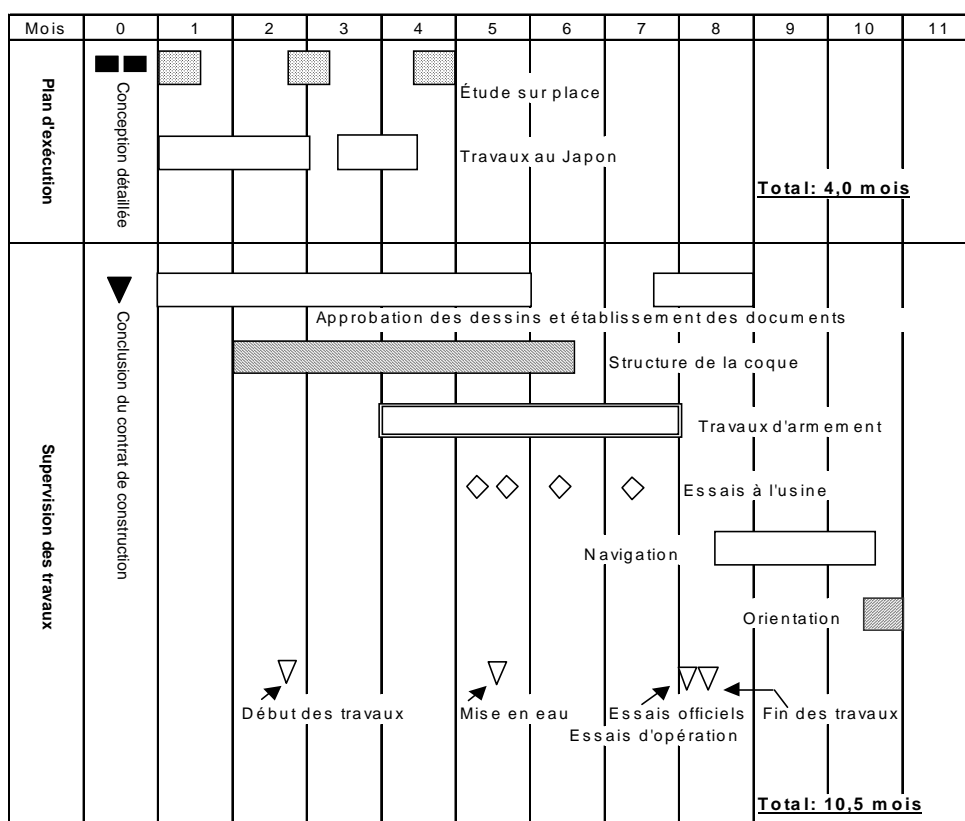 Mois 0 1 2 3 4 5 6 7 8 9 10 11
Plan d'exécution
Conception détaillée
Étude sur place
Travaux au Japon
Total: 4,0 mois
Supervision des travaux
Conclusion du contrat de construction
Approbation des dessins et établissement des documents
Structure de la coque
Travaux d'armement
Essais à l'usine
Navigation
Orientation
Début des travaux
Mise en eau
Essais officiels
Essais d'opération
Fin des travaux
Total: 10,5 mois